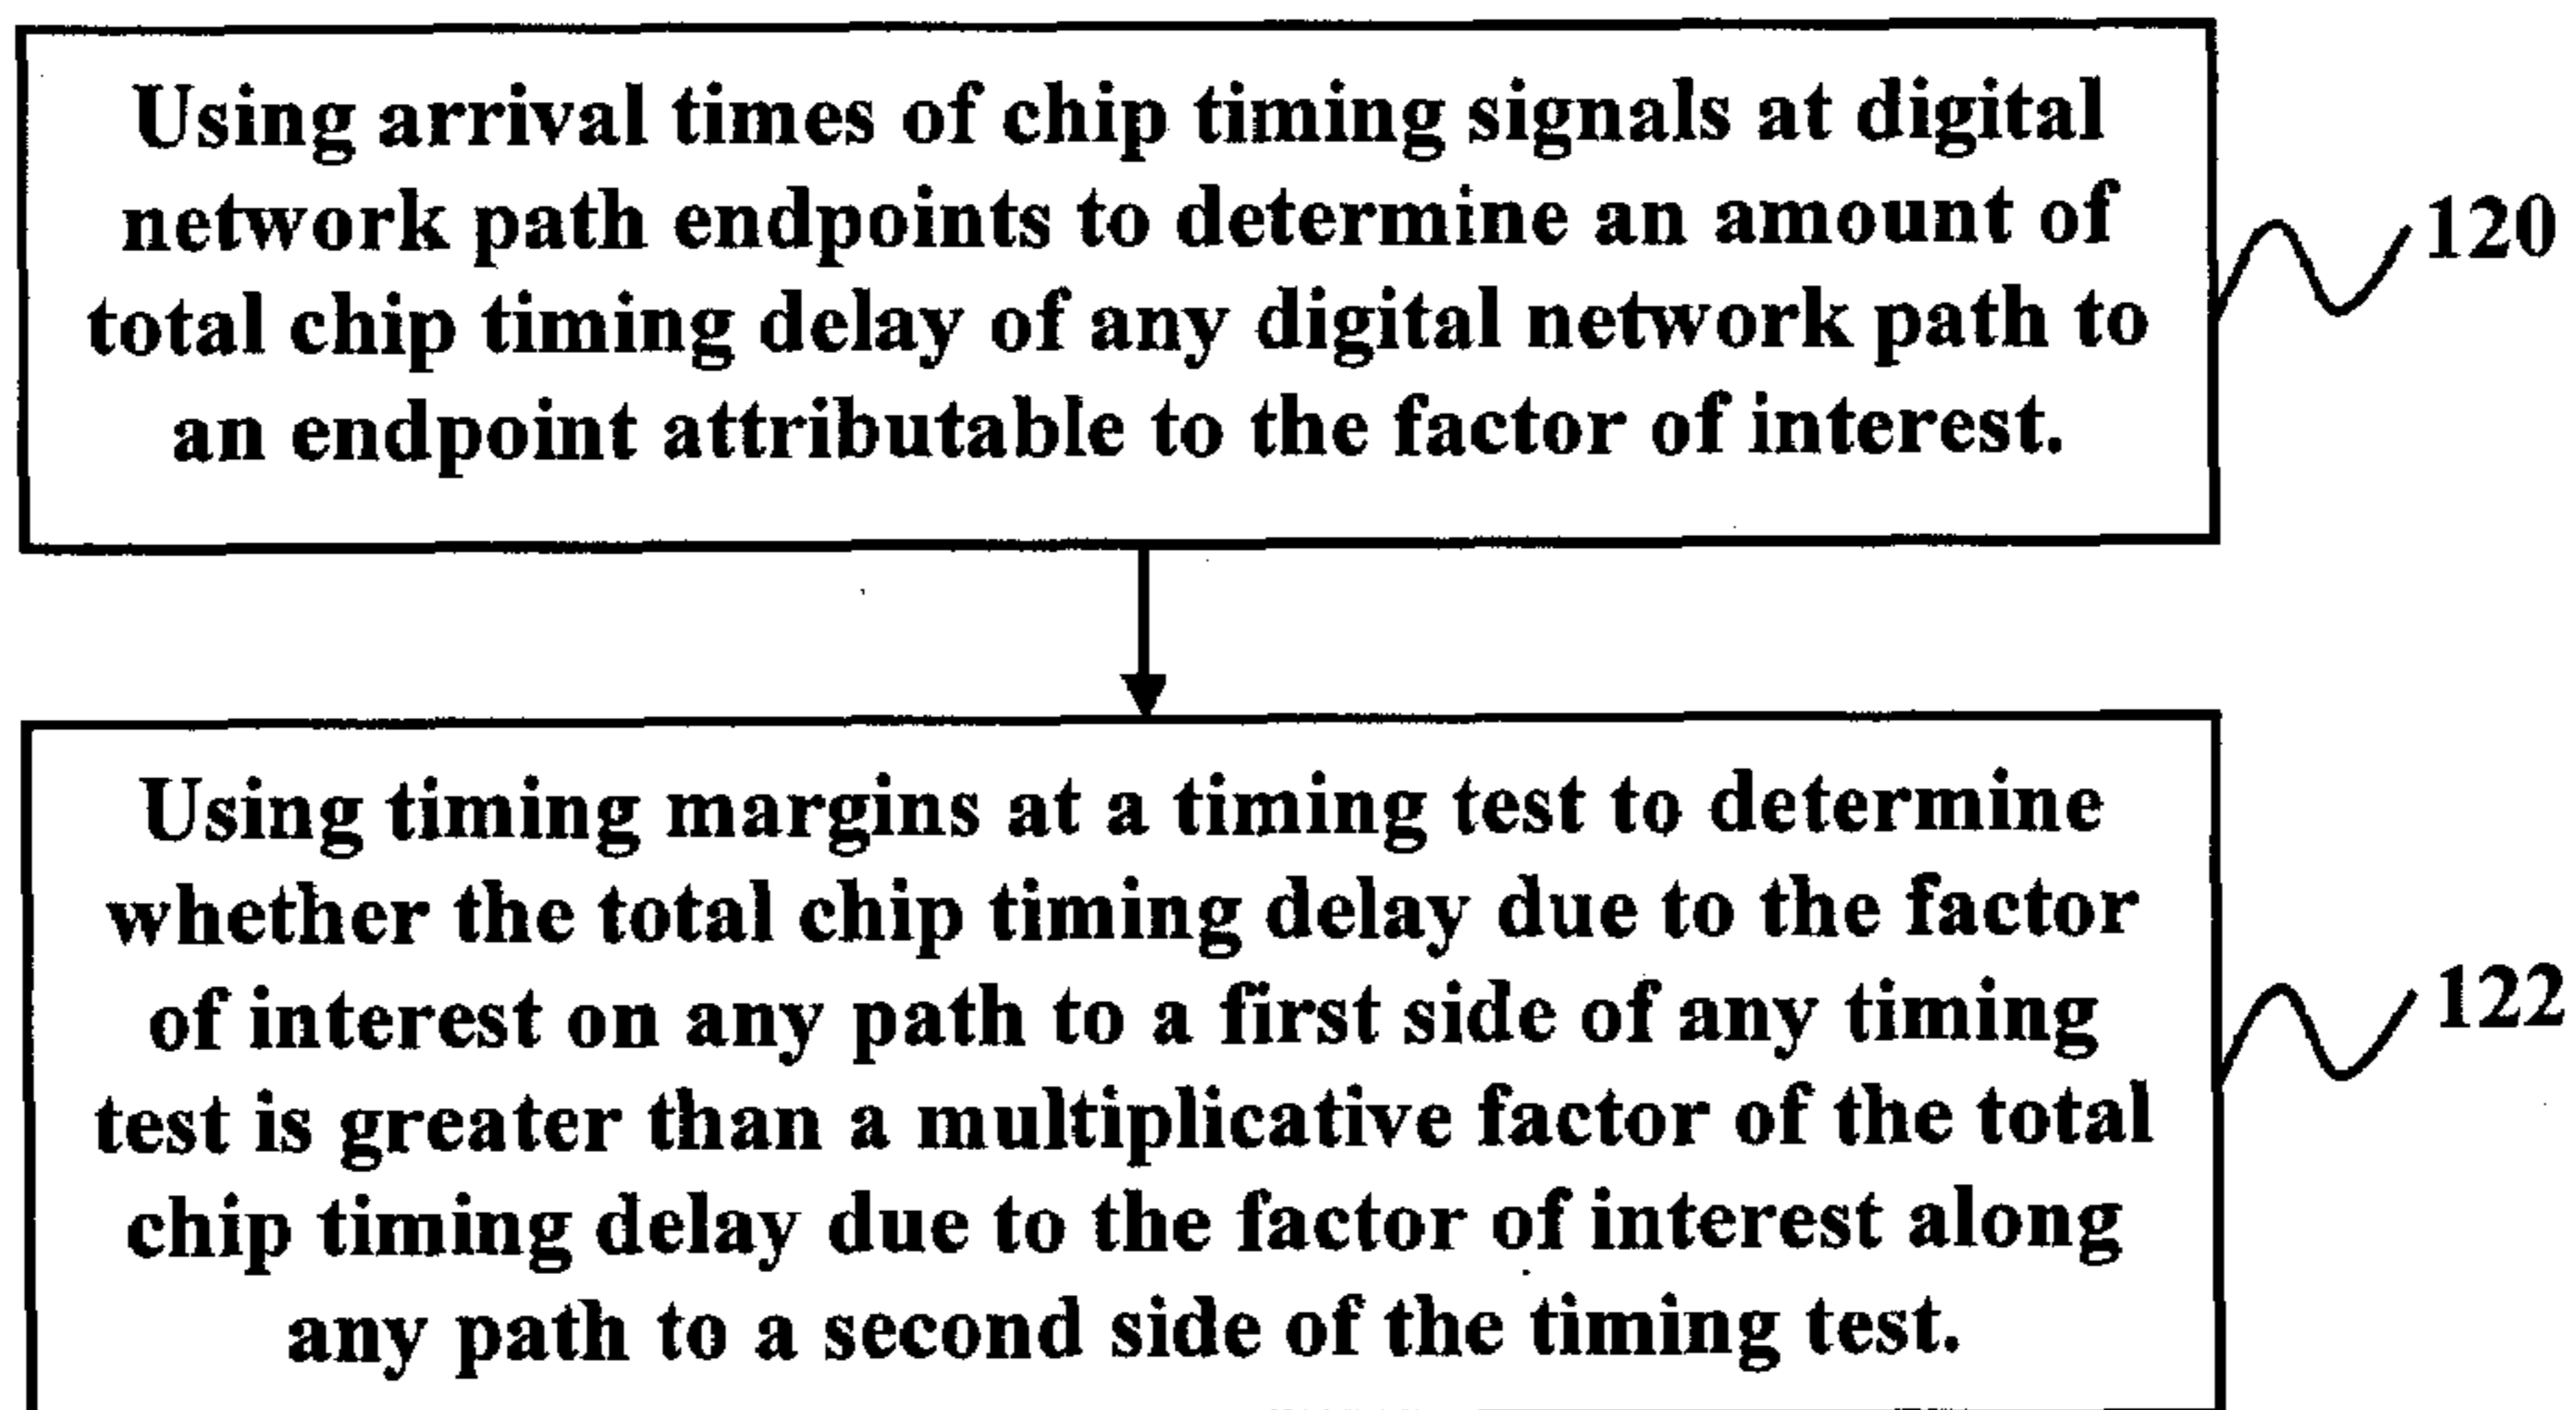 Using arrival times of chip timing signals at digital
network path endpoints to determine an amount of
total chip timing delay of any digital network path to
an endpoint attributable to the factor of interest.
120
Using timing margins at a timing test to determine
whether the total chip timing delay due to the factor
of interest on any path to a first side of any timing
test is greater than a multiplicative factor of the total
chip timing delay due to the factor of interest along
any path to a second side of the timing test.
122